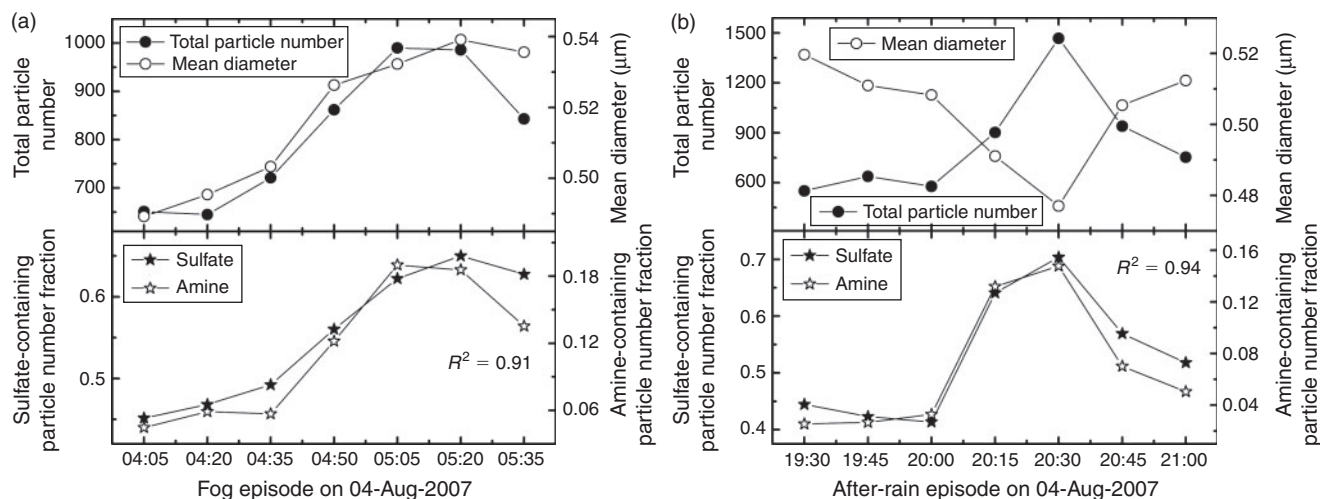 (a)
Total particle number
Mean diameter
1000
900
800
700
Total particle
number
0.54
0.52
0.50
Mean diameter (μm)
Sulfate
Amine
0.6
0.5
Sulfate-containing
particle number fraction
0.18
0.12
0.06
Amine-containing
particle number fraction
R² = 0.91
04:05 04:20 04:35 04:50 05:05 05:20 05:35
Fog episode on 04-Aug-2007
(b)
Mean diameter
Total particle number
1500
1200
900
600
Total particle
number
0.52
0.50
0.48
Mean diameter (μm)
Sulfate
Amine
0.7
0.6
0.5
0.4
Sulfate-containing
particle number fraction
0.16
0.12
0.08
0.04
Amine-containing
particle number fraction
R² = 0.94
19:30 19:45 20:00 20:15 20:30 20:45 21:00
After-rain episode on 04-Aug-2007